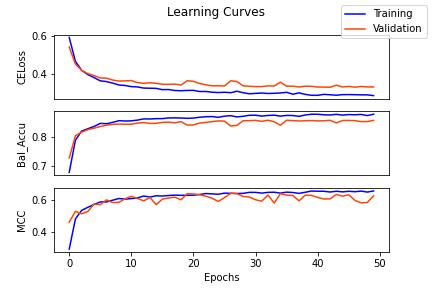 Learning Curves
Training
Validation
0.6
0.4
CELoss
0.8
0.7
Bal_Accu
0.6
0.4
MCC
0 10 20 30 40 50
Epochs